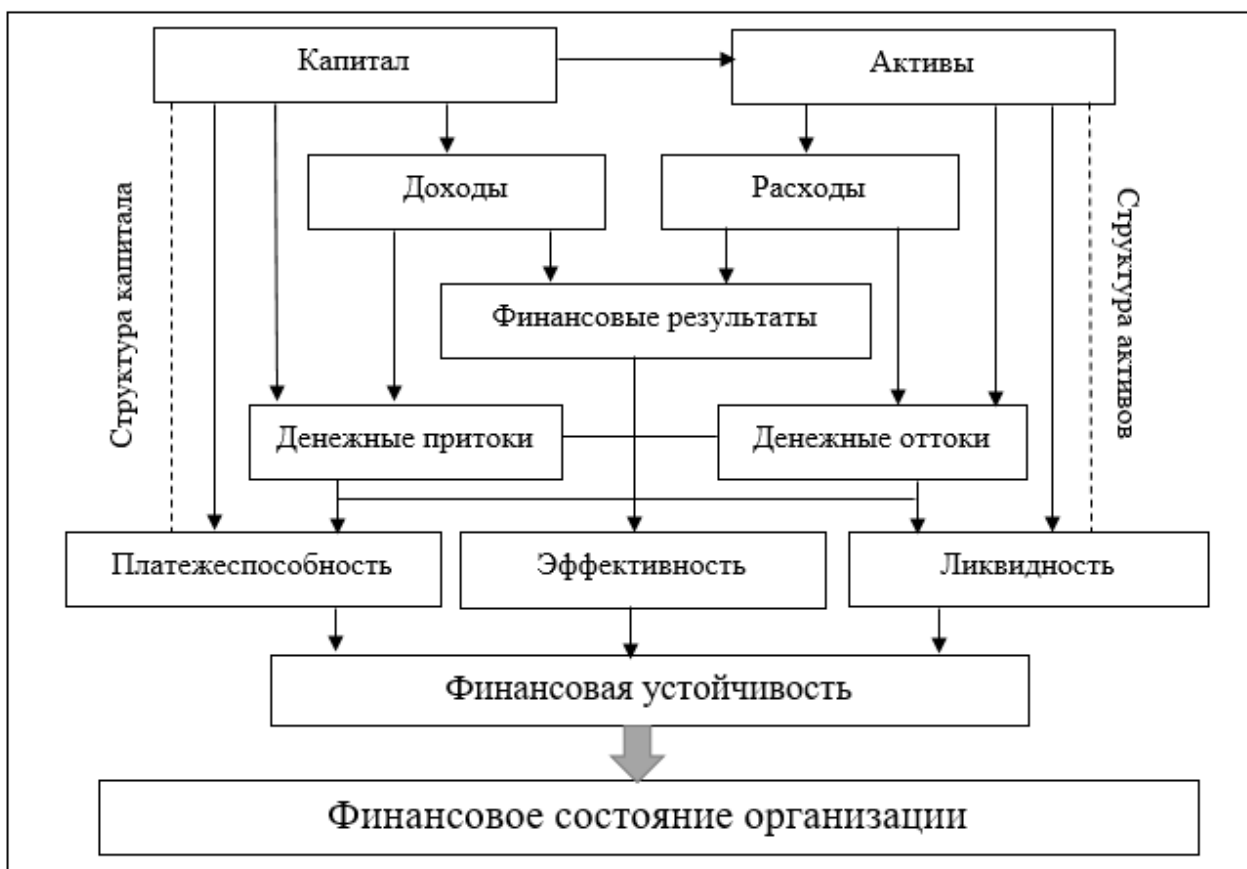 Капитал
Активы
Доходы
Расходы
Структура капитала
Структура активов
Финансовые результаты
Денежные притоки
Денежные оттоки
Платежеспособность
Эффективность
Ликвидность
Финансовая устойчивость
Финансовое состояние организации